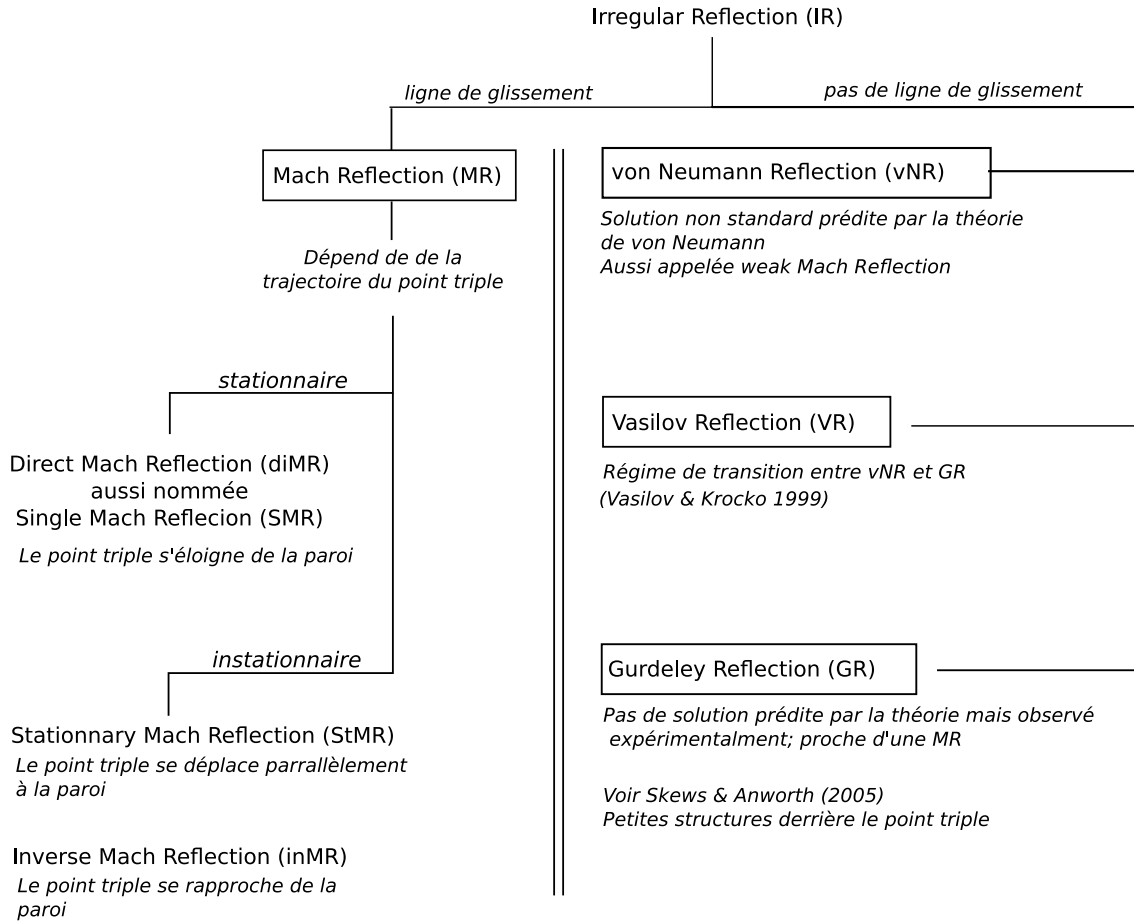 Irregular Reflection (IR)
ligne de glissement
pas de ligne de glissement
Mach Reflection (MR)
Dépend de de la
trajectoire du point triple
stationnaire
Direct Mach Reflection (diMR)
aussi nommée
Single Mach Reflecion (SMR)
Le point triple s'éloigne de la paroi
instationnaire
Stationnary Mach Reflection (StMR)
Le point triple se déplace parrallèlement
à la paroi
Inverse Mach Reflection (inMR)
Le point triple se rapproche de la
paroi
von Neumann Reflection (vNR)
Solution non standard prédite par la théorie
de von Neumann
Aussi appelée weak Mach Reflection
Vasilov Reflection (VR)
Régime de transition entre vNR et GR
(Vasilov & Krocko 1999)
Gurdeley Reflection (GR)
Pas de solution prédite par la théorie mais observé
expérimentalment; proche d'une MR
Voir Skews & Anworth (2005)
Petites structures derrière le point triple